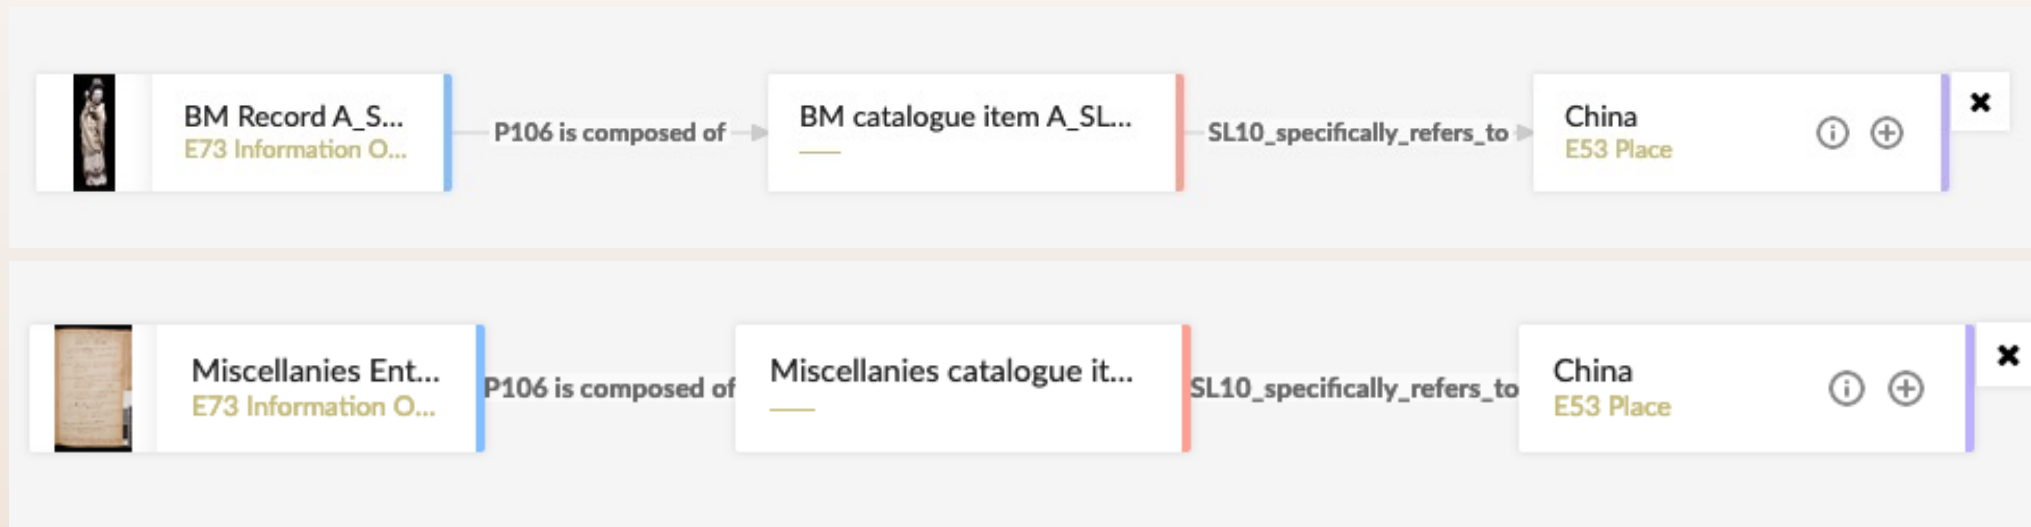 BM Record A_S...
E73 Information O...
P106 is composed of
BM catalogue item A_SL...
SL10_specifically_refers_to
China
E53 Place
Miscellanies Ent...
E73 Information O...
P106 is composed of
Miscellanies catalogue it...
SL10_specifically_refers_to
China
E53 Place